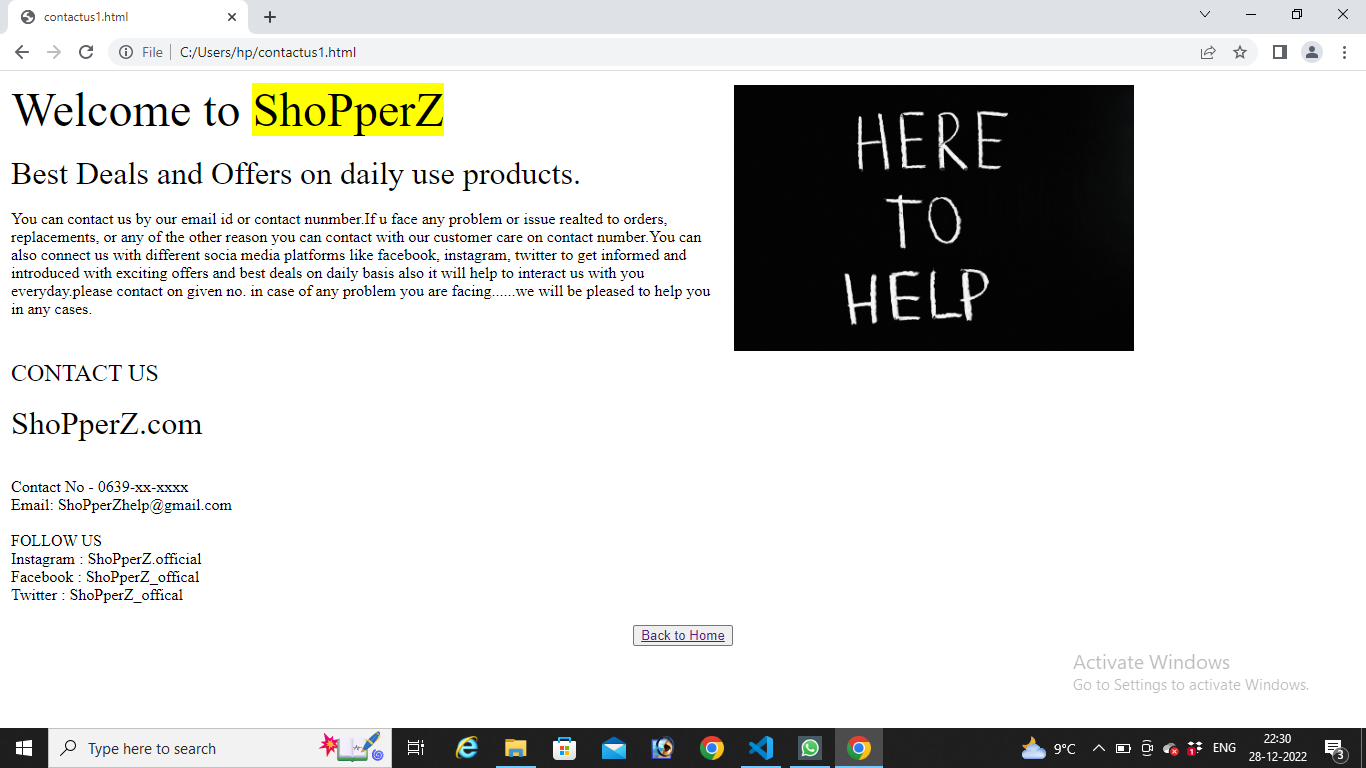 contactus1.html
File
C:/Users/hp/contactus1.html
Welcome to ShoPperZ
Best Deals and Offers on daily use products.
You can contact us by our email id or contact nunmber.If u face any problem or issue realted to orders,
replacements, or any of the other reason you can contact with our customer care on contact number.You can
also connect us with different socia media platforms like facebook, instagram, twitter to get informed and
introduced with exciting offers and best deals on daily basis also it will help to interact us with you
everyday.please contact on given no. in case of any problem you are facing......we will be pleased to help you
in any cases.
HERE
TO
HELP
CONTACT US
ShoPperZ.com
Contact No - 0639-xx-xxxx
Email: ShoPperZhelp@gmail.com
FOLLOW US
Instagram : ShoPperZ.official
Facebook : ShoPperZ_offical
Twitter : ShoPperZ_offical
Back to Home
Activate Windows
Go to Settings to activate Windows.
Type here to search
9°C
1
ENG
22:30
28-12-2022
3